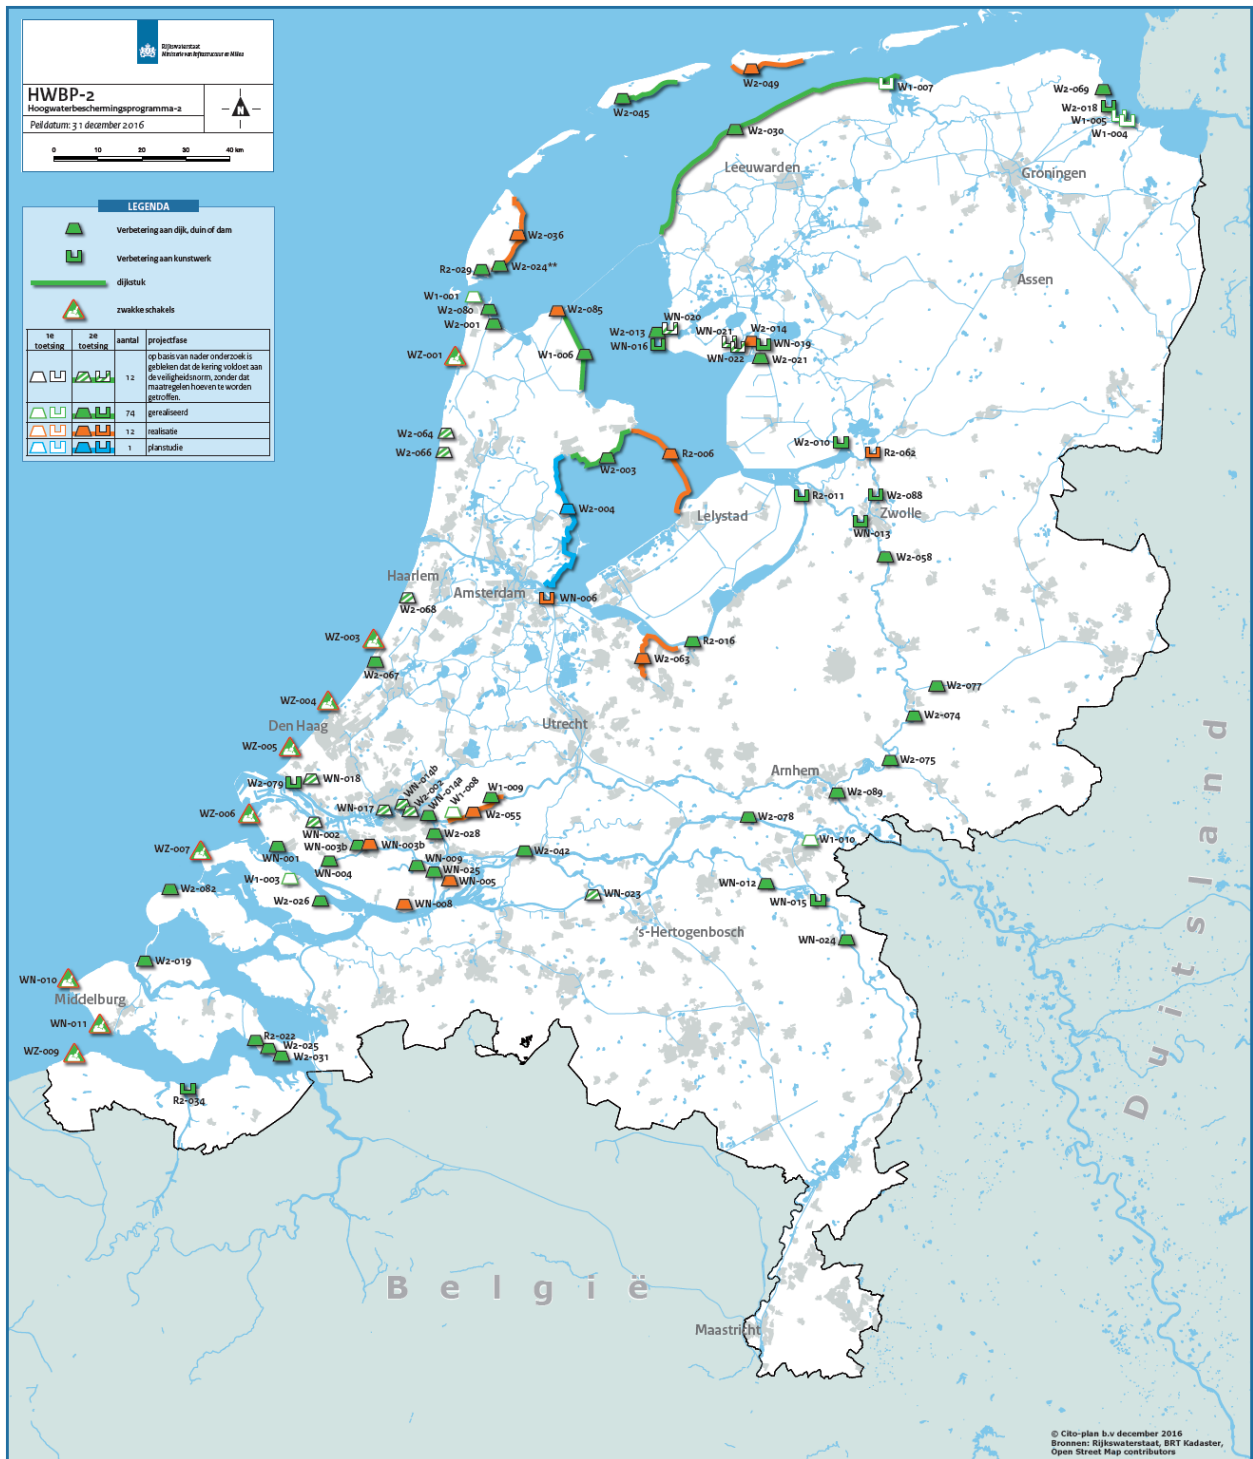 Rijkswaterstaat
Ministerie van Infrastructuur en Milieu
HWBP-2
Hoogwaterbeschermingsprogramma-2
Peildatum: 31 december 2016
N
0 10 20 30 40 km
LEGENDA
Verbetering aan dijk, duin of dam
Verbetering aan kunstwerk
dijkstuk
zwakke schakels
1e toetsing
2e toetsing
aantal
projectfase
12
op basis van nader onderzoek is
gebleken dat de kering voldoet aan
de veiligheidsnorm, zonder dat
maatregelen hoeven te worden
getroffen.
74 gerealiseerd
12 realisatie
1 planstudie
W2-049
W2-045
W1-007
W2-069
W2-018
W1-005
W1-004
W2-030
Leeuwarden
Groningen
W2-036
W2-024**
R2-029
Assen
W1-001
W2-080
W2-001
W2-085
WN-020
W2-013
WN-016
WN-021
W2-014
WN-019
WN-022
W2-021
WZ-001
W1-006
W2-064
W2-066
W2-003
R2-006
W2-010
R2-062
R2-011
W2-088
Zwolle
WN-013
W2-004
Lelystad
W2-058
Haarlem
Amsterdam
WN-006
W2-068
WZ-003
W2-067
R2-016
W2-063
W2-077
WZ-004
W2-074
Den Haag
Utrecht
WZ-005
W2-075
Arnhem
W2-079
WN-018
W2-089
WN-014b
W2-002
WN-014a
W1-008
W1-009
WN-017
W2-055
WZ-006
WN-002
W2-078
W2-028
W1-010
WN-003b
WN-003b
WZ-007
WN-001
WN-004
W2-042
WN-009
WN-025
WN-005
W1-003
W2-082
W2-026
WN-008
WN-023
WN-012
WN-015
's-Hertogenbosch
WN-024
W2-019
WN-010
Middelburg
WN-011
WZ-009
R2-022
W2-025
W2-031
R2-034
Duitsland
België
Maastricht
© Cito-plan b.v december 2016
Bronnen: Rijkswaterstaat, BRT Kadaster,
Open Street Map contributors